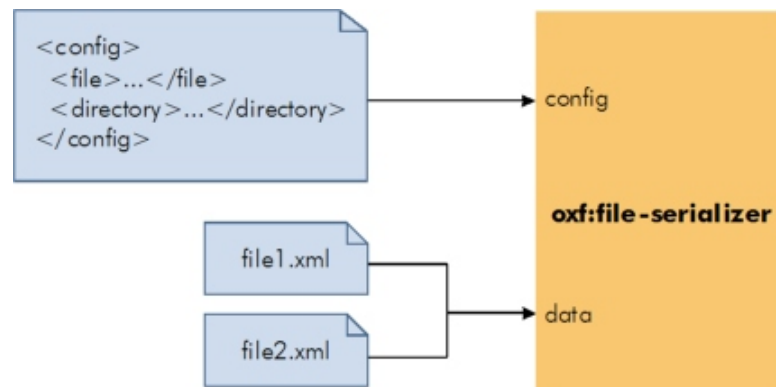 <config>
<file>...</file>
<directory>...</directory>
</config>
config
oxf:file-serializer
file1.xml
data
file2.xml